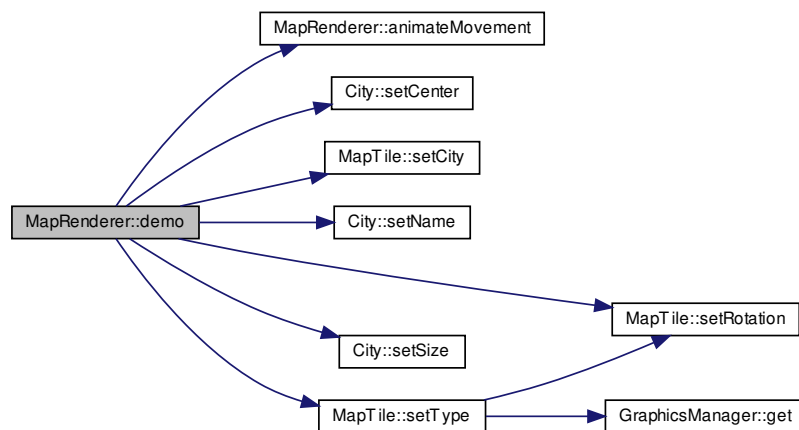 MapRenderer::animateMovement
City::setCenter
MapTile::setCity
MapRenderer::demo
City::setName
MapTile::setRotation
City::setSize
MapTile::setType
GraphicsManager::get